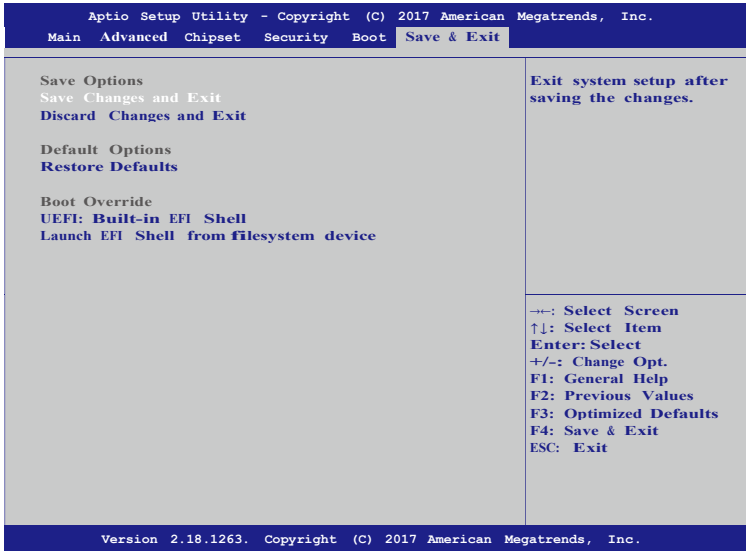 Aptio Setup Utility - Copyright (C) 2017 American Megatrends, Inc.
Main Advanced Chipset Security Boot Save & Exit
Save Options
Save Changes and Exit
Discard Changes and Exit
Default Options
Restore Defaults
Boot Override
UEFI: Built-in EFI Shell
Launch EFI Shell from filesystem device
Exit system setup after
saving the changes.
→←: Select Screen
↑↓: Select Item
Enter: Select
+/-: Change Opt.
F1: General Help
F2: Previous Values
F3: Optimized Defaults
F4: Save & Exit
ESC: Exit
Version 2.18.1263. Copyright (C) 2017 American Megatrends, Inc.